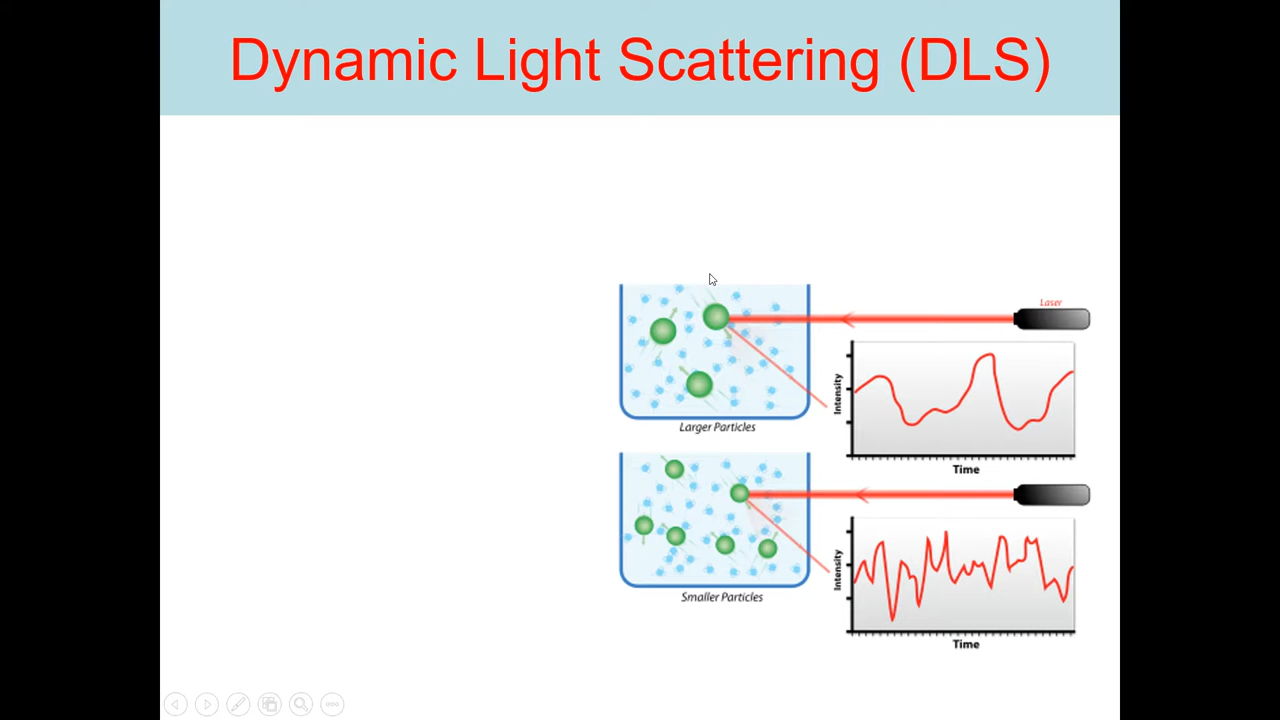 Dynamic Light Scattering (DLS)
Laser
Intensity
Larger Particles
Time
Intensity
Smaller Particles
Time